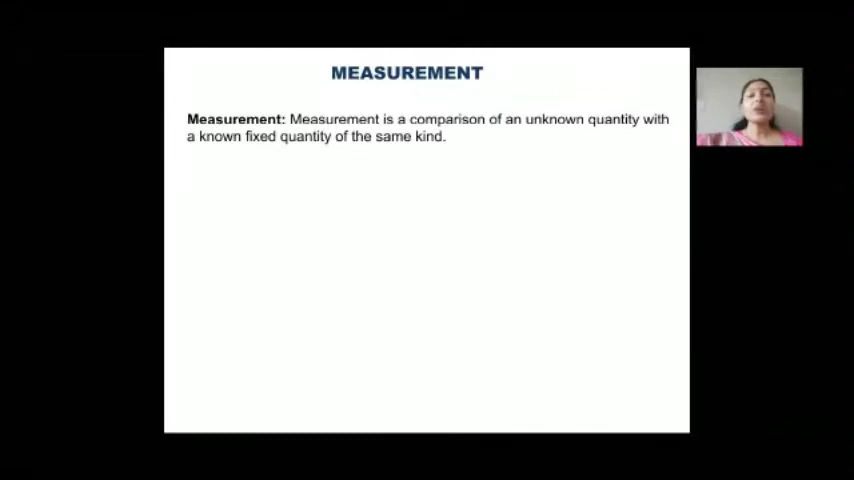 MEASUREMENT
Measurement: Measurement is a comparison of an unknown quantity with
a known fixed quantity of the same kind.